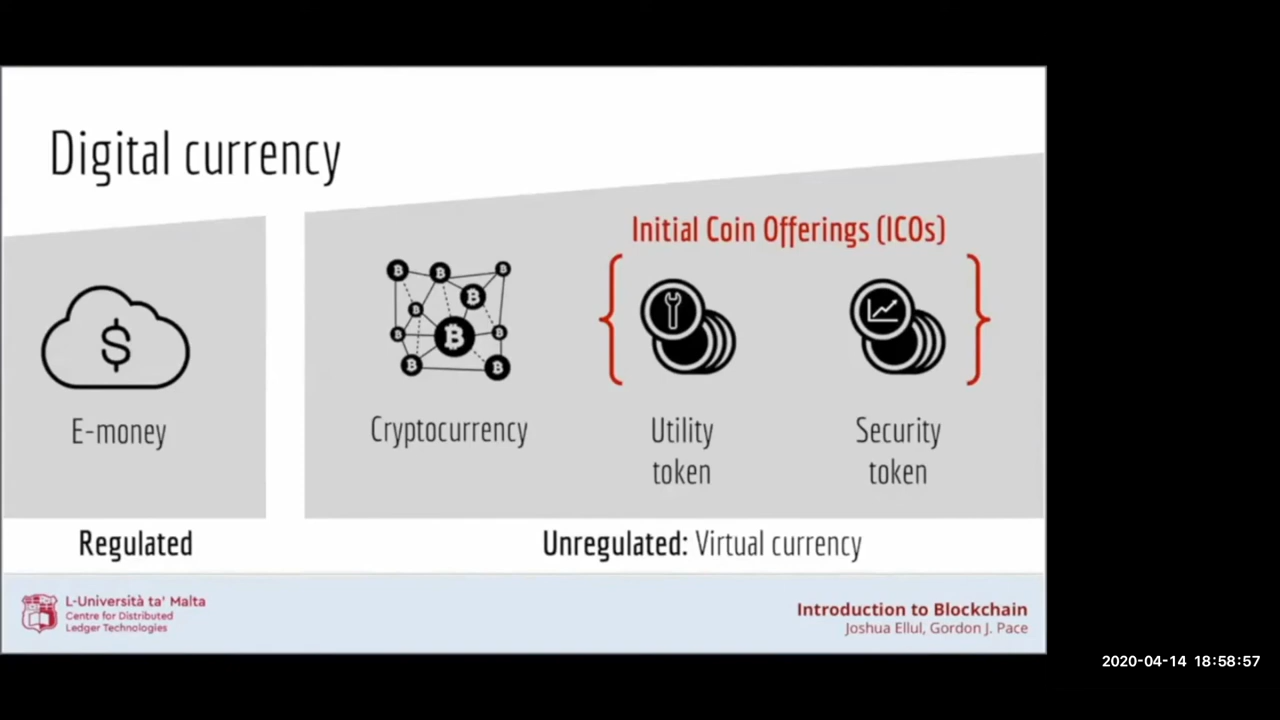 Digital currency
Initial Coin Offerings (ICOs)
E-money
Cryptocurrency
Utility
token
Security
token
Regulated
Unregulated: Virtual currency
L-Università ta' Malta
Centre for Distributed
Ledger Technologies
Introduction to Blockchain
Joshua Ellul, Gordon J. Pace
2020-04-14 18:58:57